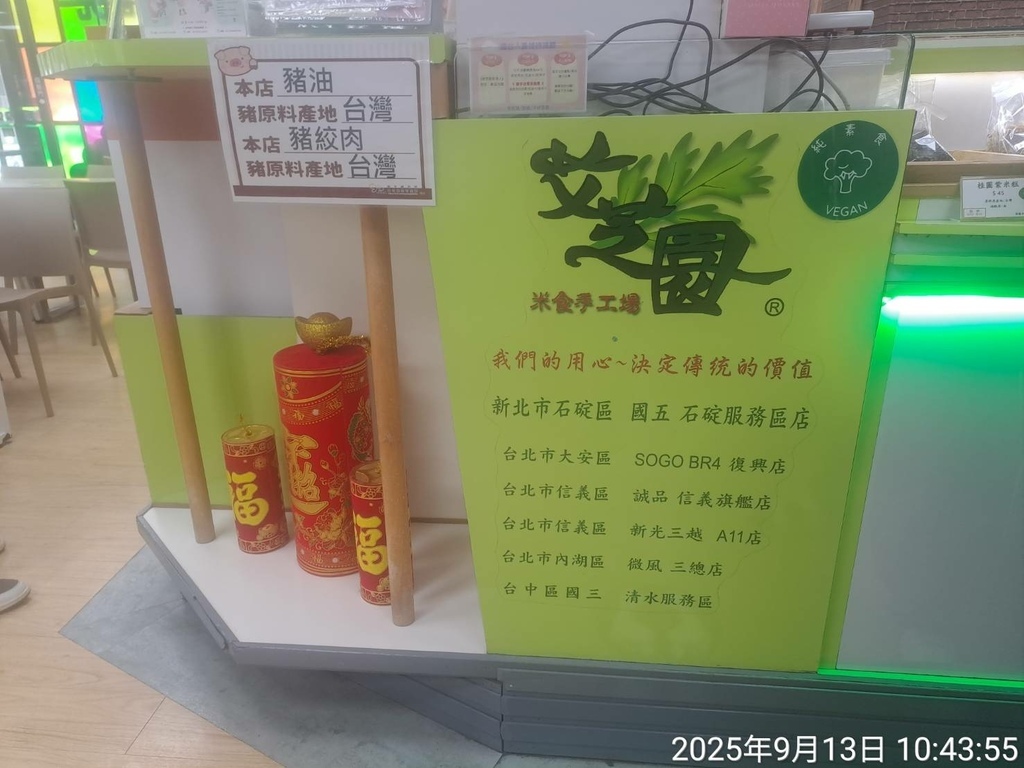 本店 豬油
豬原料產地 台灣
本店 豬絞肉
豬原料產地 台灣
艾芝園
®
米食手工場
純素食
VEGAN
我們的用心~決定傳統的價值
新北市石碇區 國五 石碇服務區店
台北市大安區 SOGO BR4 復興店
台北市信義區 誠品 信義旗艦店
台北市信義區 新光三越 A11店
台北市內湖區 微風 三總店
台中區國三 清水服務區
桂圓紫米糕
福
福
2025年9月13日 10:43:55